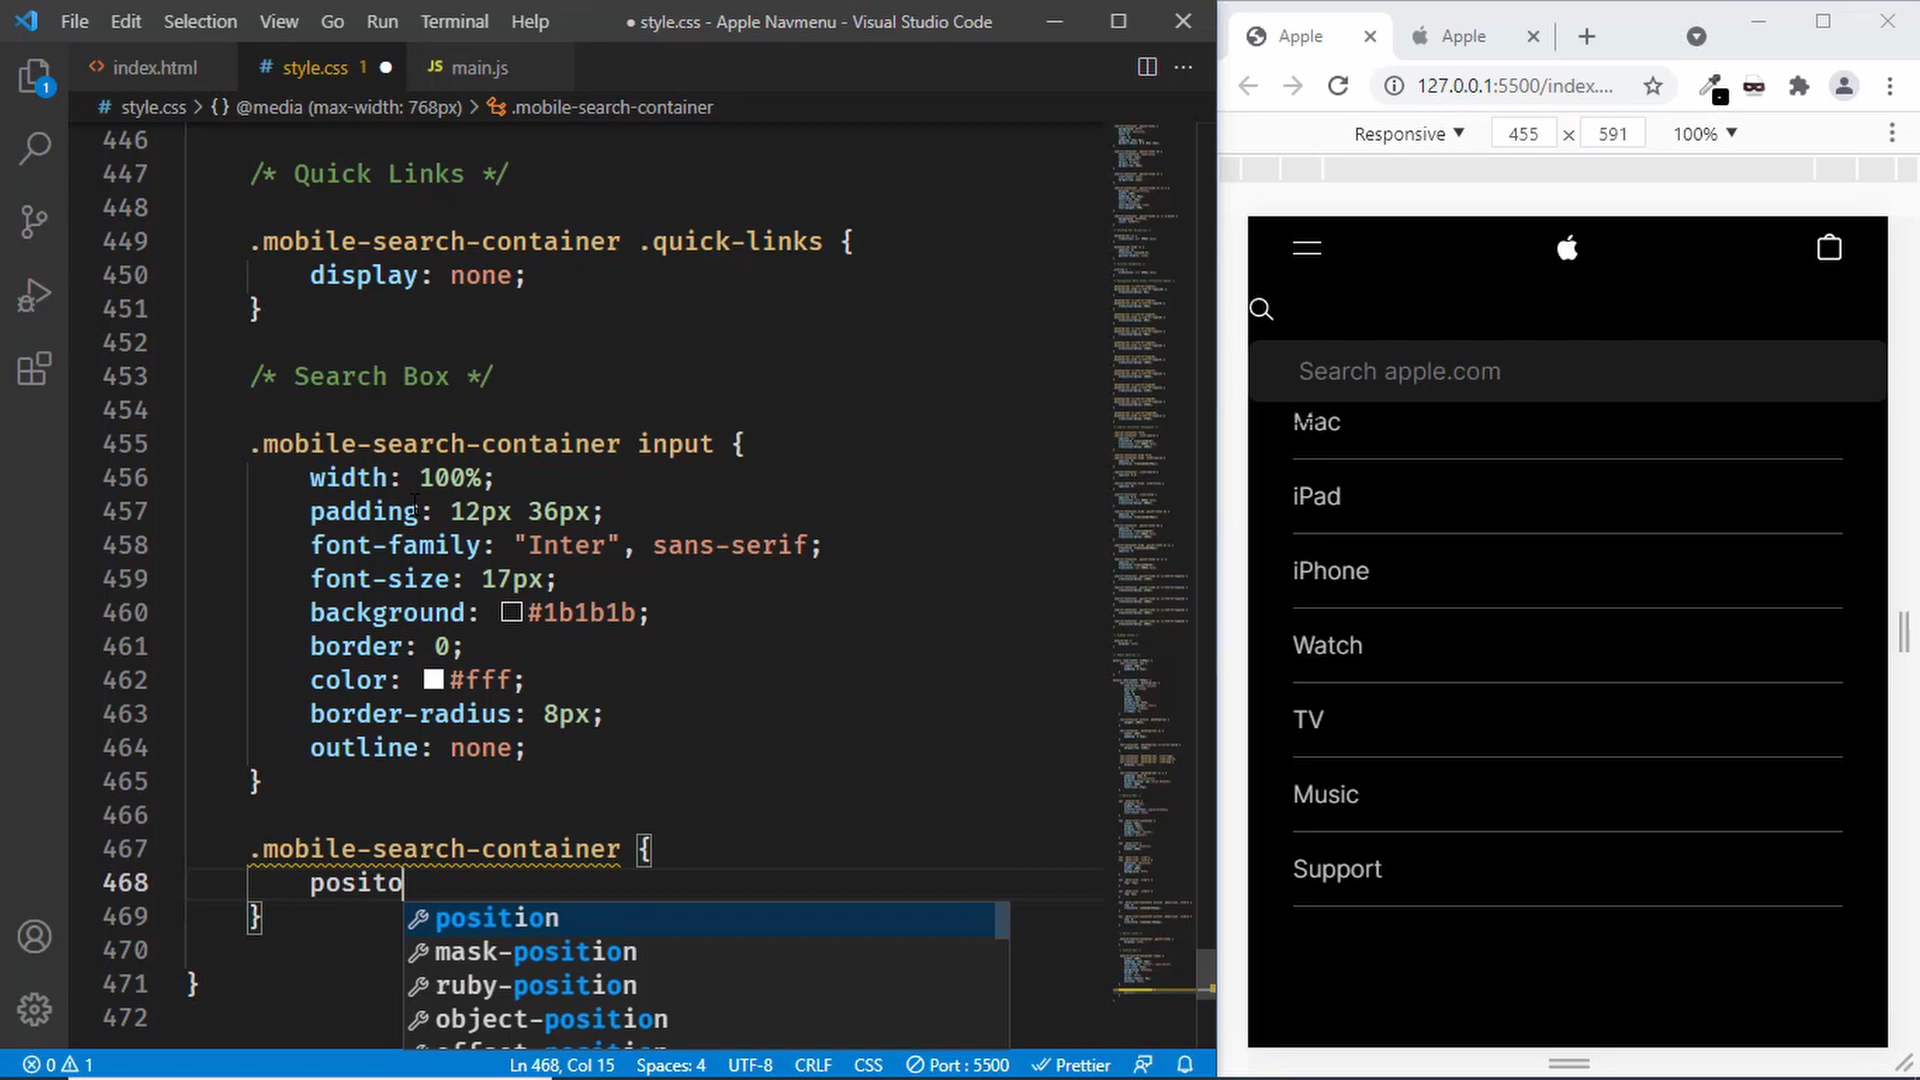 File Edit Selection View Go Run Terminal Help ● style.css - Apple Navmenu - Visual Studio Code
index.html # style.css 1 ● JS main.js
# style.css > {} @media (max-width: 768px) > .mobile-search-container
446
447 /* Quick Links */
448
449 .mobile-search-container .quick-links {
450 display: none;
451 }
452
453 /* Search Box */
454
455 .mobile-search-container input {
456 width: 100%;
457 padding: 12px 36px;
458 font-family: "Inter", sans-serif;
459 font-size: 17px;
460 background: #1b1b1b;
461 border: 0;
462 color: #fff;
463 border-radius: 8px;
464 outline: none;
465 }
466
467 .mobile-search-container {
468 posito
469 }
position
470
mask-position
471 }
ruby-position
472
object-position
1
0 1 Ln 468, Col 15 Spaces: 4 UTF-8 CRLF CSS Port : 5500 Prettier
Apple Apple
127.0.0.1:5500/index....
Responsive ▼ 455 × 591 100% ▼
Search apple.com
Mac
iPad
iPhone
Watch
TV
Music
Support